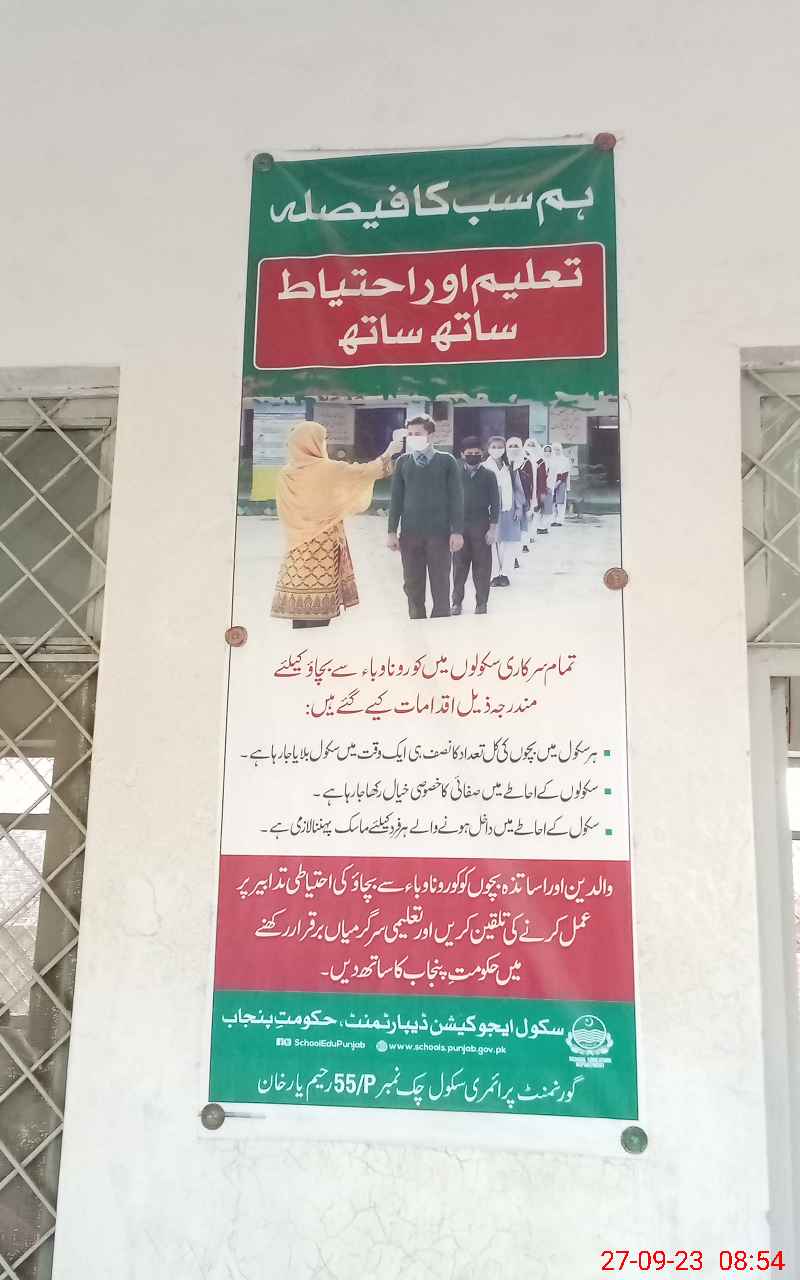 ہم سب کا فیصلہ
تعلیم اور احتیاط
ساتھ ساتھ
تمام سرکاری سکولوں میں کورونا وباء سے بچاؤ کیلئے
مندرجہ ذیل اقدامات کیے گئے ہیں:
▪ ہر سکول میں بچوں کی کل تعداد کا نصف ہی ایک وقت میں سکول بلایا جا رہا ہے۔
▪ سکولوں کے احاطے میں صفائی کا خصوصی خیال رکھا جا رہا ہے۔
▪ سکول کے احاطے میں داخل ہونے والے ہر فرد کیلئے ماسک پہننا لازمی ہے۔
والدین اور اساتذہ بچوں کو کورونا وباء سے بچاؤ کی احتیاطی تدابیر پر
عمل کرنے کی تلقین کریں اور تعلیمی سرگرمیاں برقرار رکھنے
میں حکومتِ پنجاب کا ساتھ دیں۔
سکول ایجوکیشن ڈیپارٹمنٹ، حکومتِ پنجاب
SchoolEduPunjab www.schools.punjab.gov.pk
SCHOOL EDUCATION
DEPARTMENT
گورنمنٹ پرائمری سکول چک نمبر 55/P رحیم یار خان
27-09-23 08:54